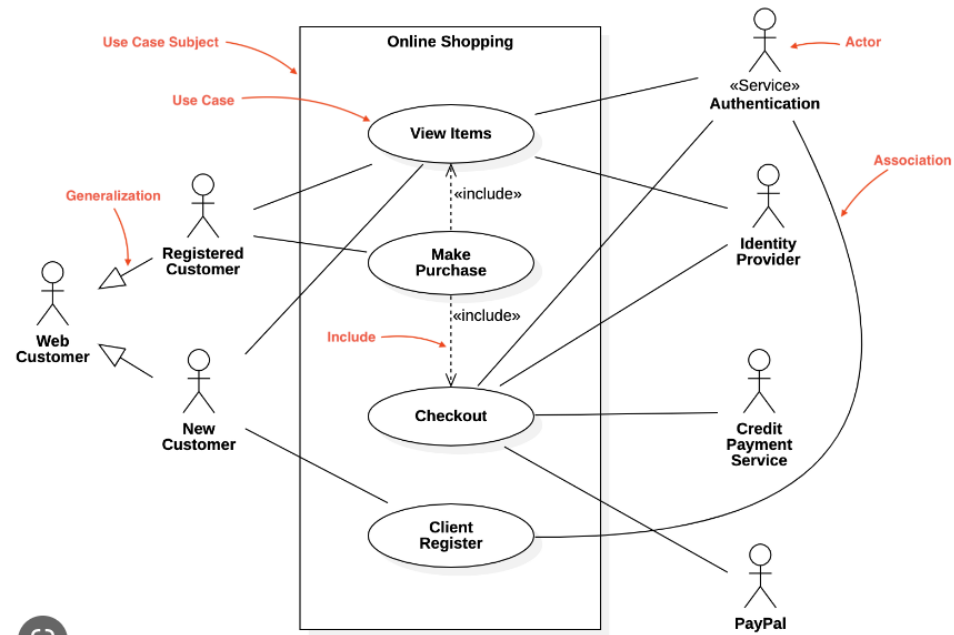 Online Shopping
Use Case Subject
Actor
«Service»
Authentication
Use Case
View Items
Association
Generalization
«include»
Registered
Customer
Make
Purchase
Identity
Provider
«include»
Include
Web
Customer
Checkout
New
Customer
Credit
Payment
Service
Client
Register
PayPal